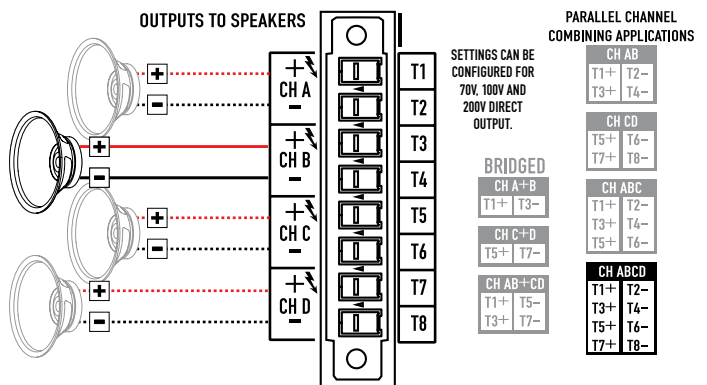 OUTPUTS TO SPEAKERS
+ CH A −
+ CH B −
+ CH C −
+ CH D −
+
−
+
−
+
−
+
−
T1
T2
T3
T4
T5
T6
T7
T8
SETTINGS CAN BE
CONFIGURED FOR
70V, 100V AND
200V DIRECT
OUTPUT.
BRIDGED
CH A+B
T1+ T3−
CH C+D
T5+ T7−
CH AB+CD
T1+ T5−
T3+ T7−
PARALLEL CHANNEL
COMBINING APPLICATIONS
CH AB
T1+ T2−
T3+ T4−
CH CD
T5+ T6−
T7+ T8−
CH ABC
T1+ T2−
T3+ T4−
T5+ T6−
CH ABCD
T1+ T2−
T3+ T4−
T5+ T6−
T7+ T8−